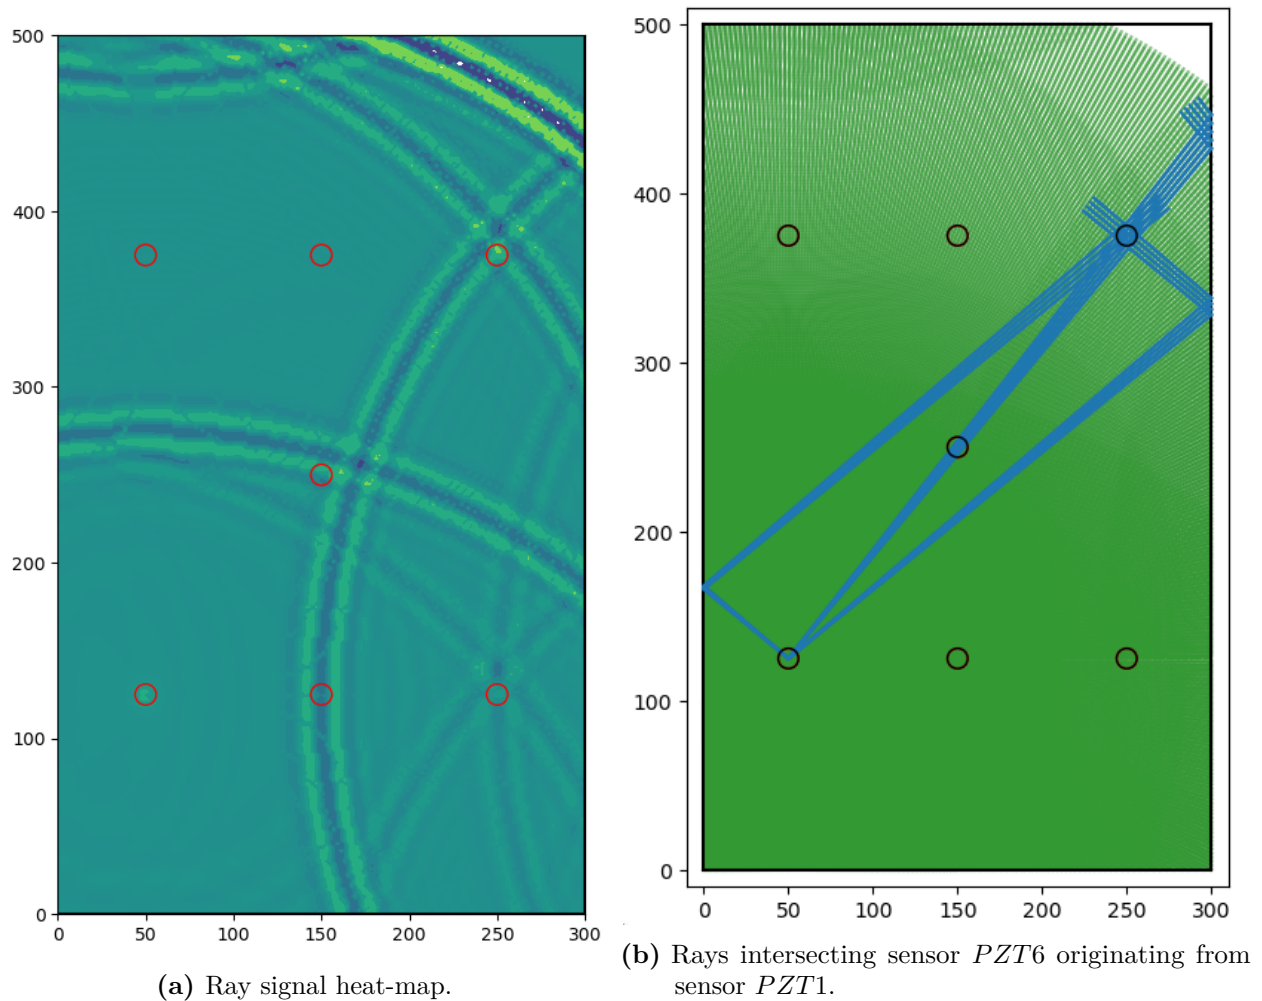 500
400
300
200
100
0
0 50 100 150 200 250 300
(a) Ray signal heat-map.
500
400
300
200
100
0
0 50 100 150 200 250 300
(b) Rays intersecting sensor PZT6 originating from
sensor PZT1.